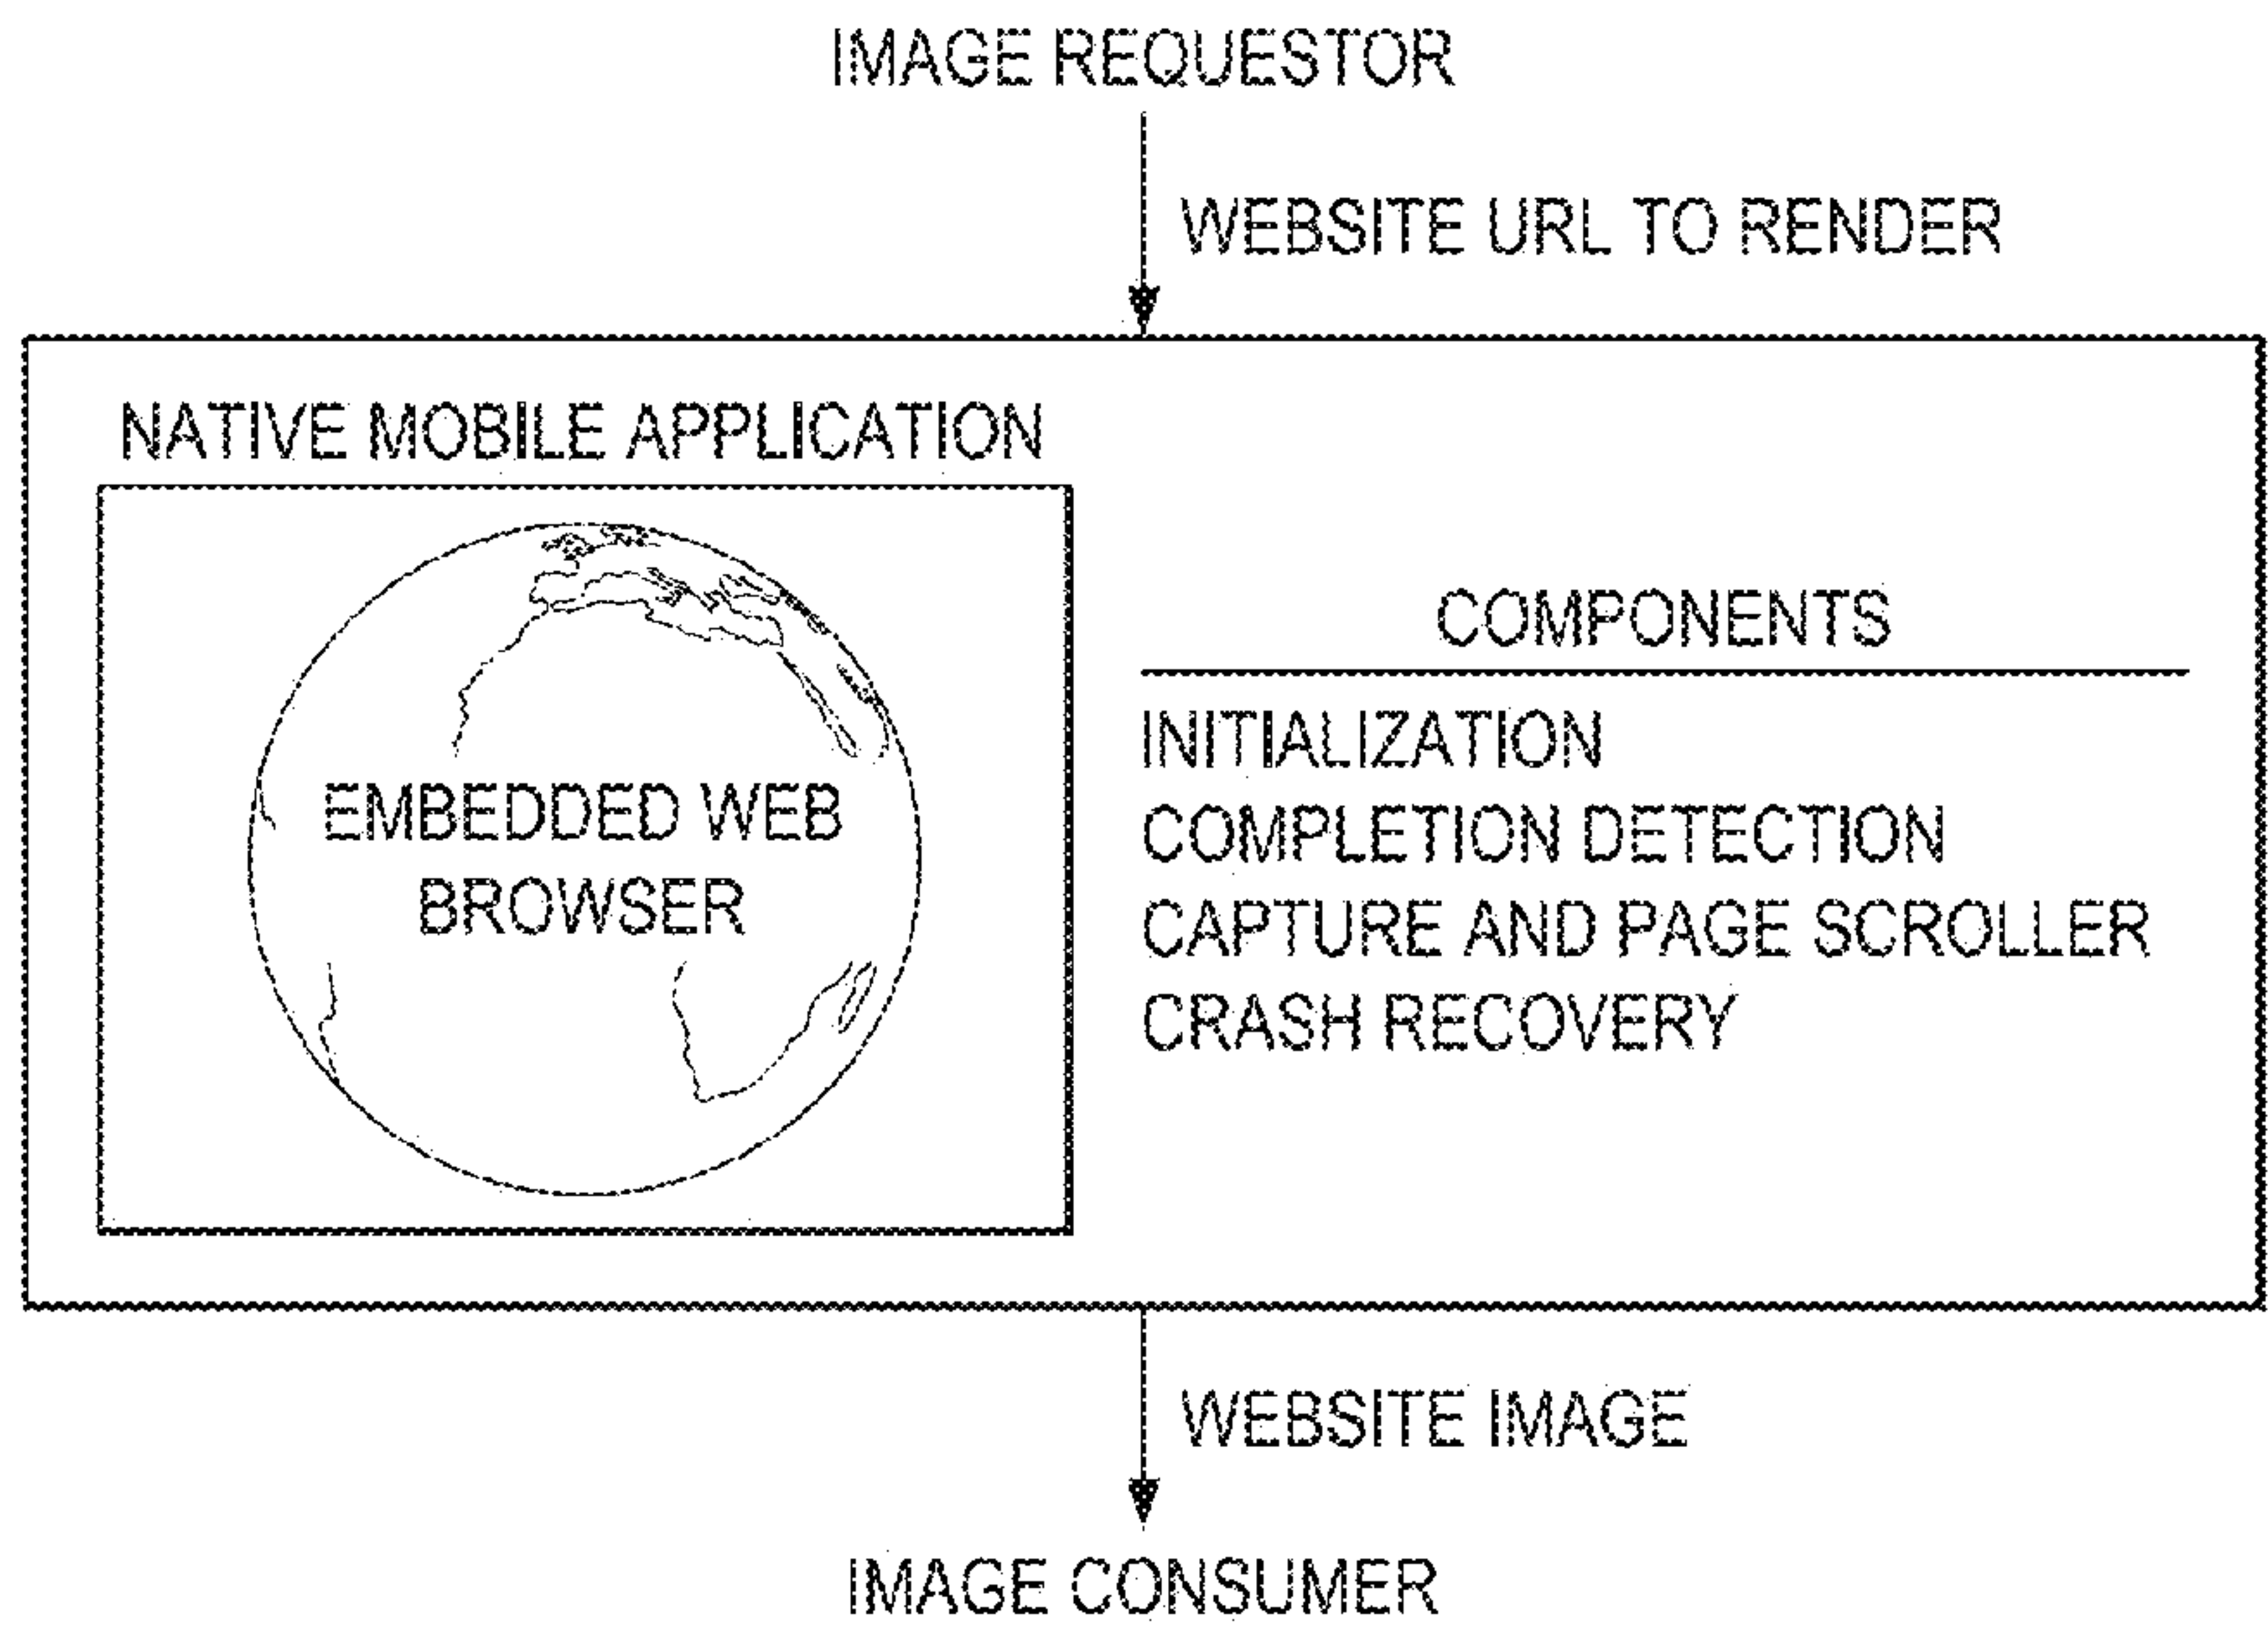 IMAGE REQUESTOR
WEBSITE URL TO RENDER
NATIVE MOBILE APPLICATION
EMBEDDED WEB
BROWSER
COMPONENTS
INITIALIZATION
COMPLETION DETECTION
CAPTURE AND PAGE SCROLLER
CRASH RECOVERY
WEBSITE IMAGE
IMAGE CONSUMER